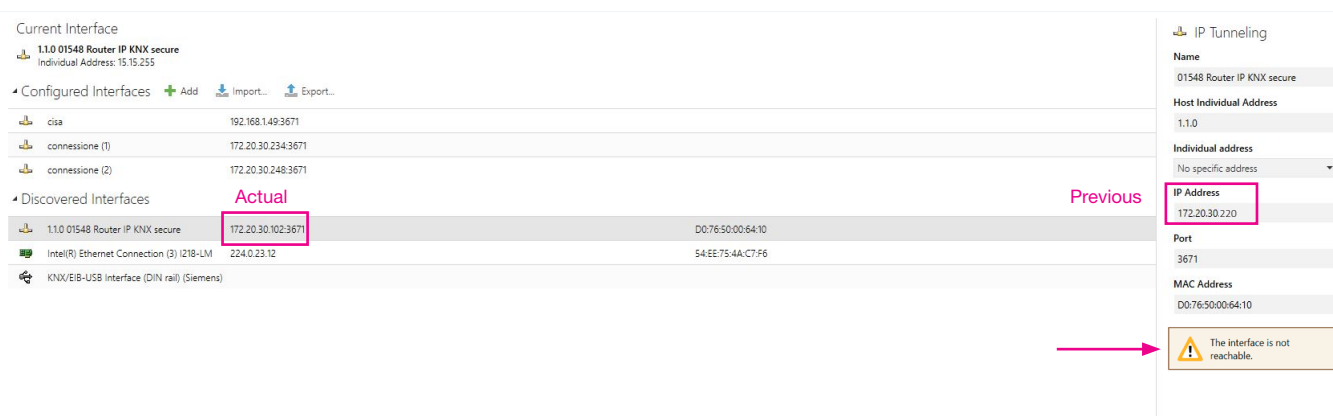 Current Interface
1.1.0 01548 Router IP KNX secure
Individual Address: 15.15.255
Configured Interfaces Add Import... Export...
cisa 192.168.1.49:3671
connessione (1) 172.20.30.234:3671
connessione (2) 172.20.30.248:3671
Discovered Interfaces Actual
1.1.0 01548 Router IP KNX secure 172.20.30.102:3671 D0:76:50:00:64:10
Intel(R) Ethernet Connection (3) I218-LM 224.0.23.12 54:EE:75:4A:C7:F6
KNX/EIB-USB Interface (DIN rail) (Siemens)
IP Tunneling
Name
01548 Router IP KNX secure
Host Individual Address
1.1.0
Individual address
No specific address
Previous
IP Address
172.20.30.220
Port
3671
MAC Address
D0:76:50:00:64:10
The interface is not
reachable.